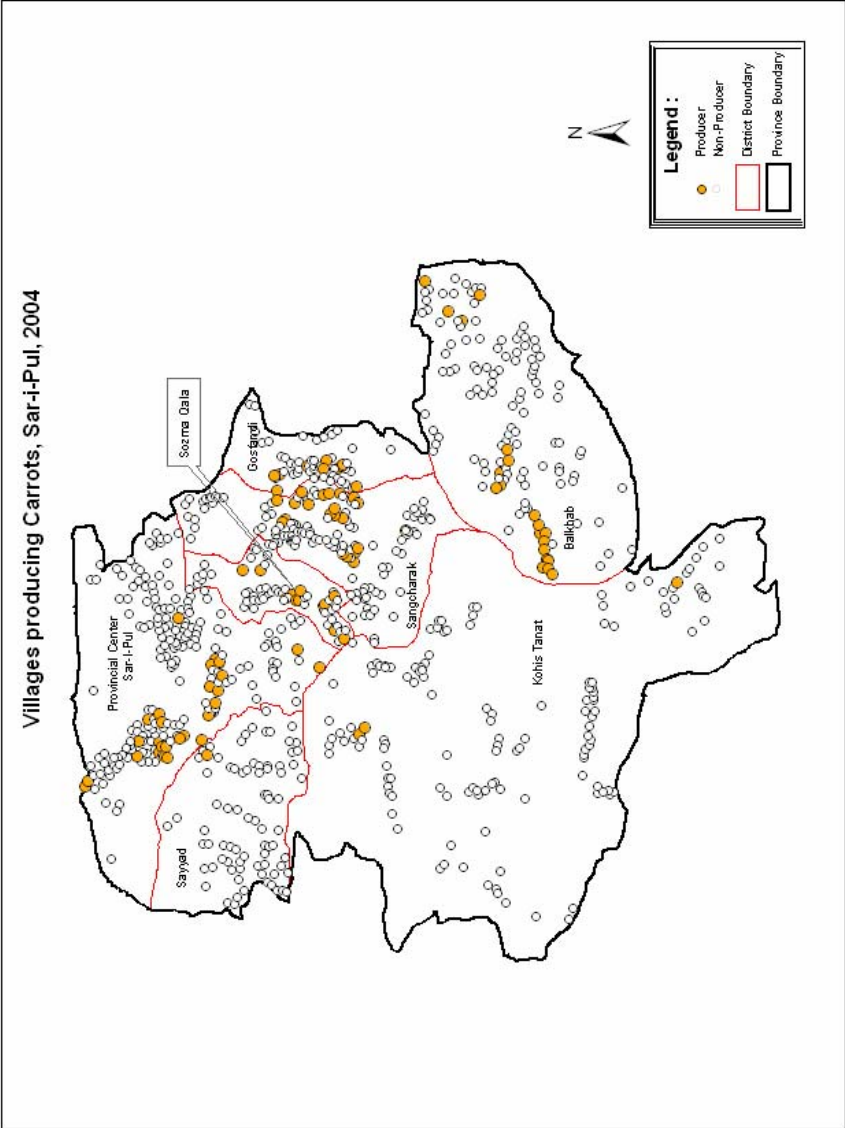 Villages producing Carrots, Sar-i-Pul, 2004
Sozma Qala
Gosfandi
Provincial Center
Sar-I-Pul
Sayyad
Sangcharak
Balkhab
Kohis Tanat
N
Legend :
Producer
Non-Producer
District Boundary
Province Boundary